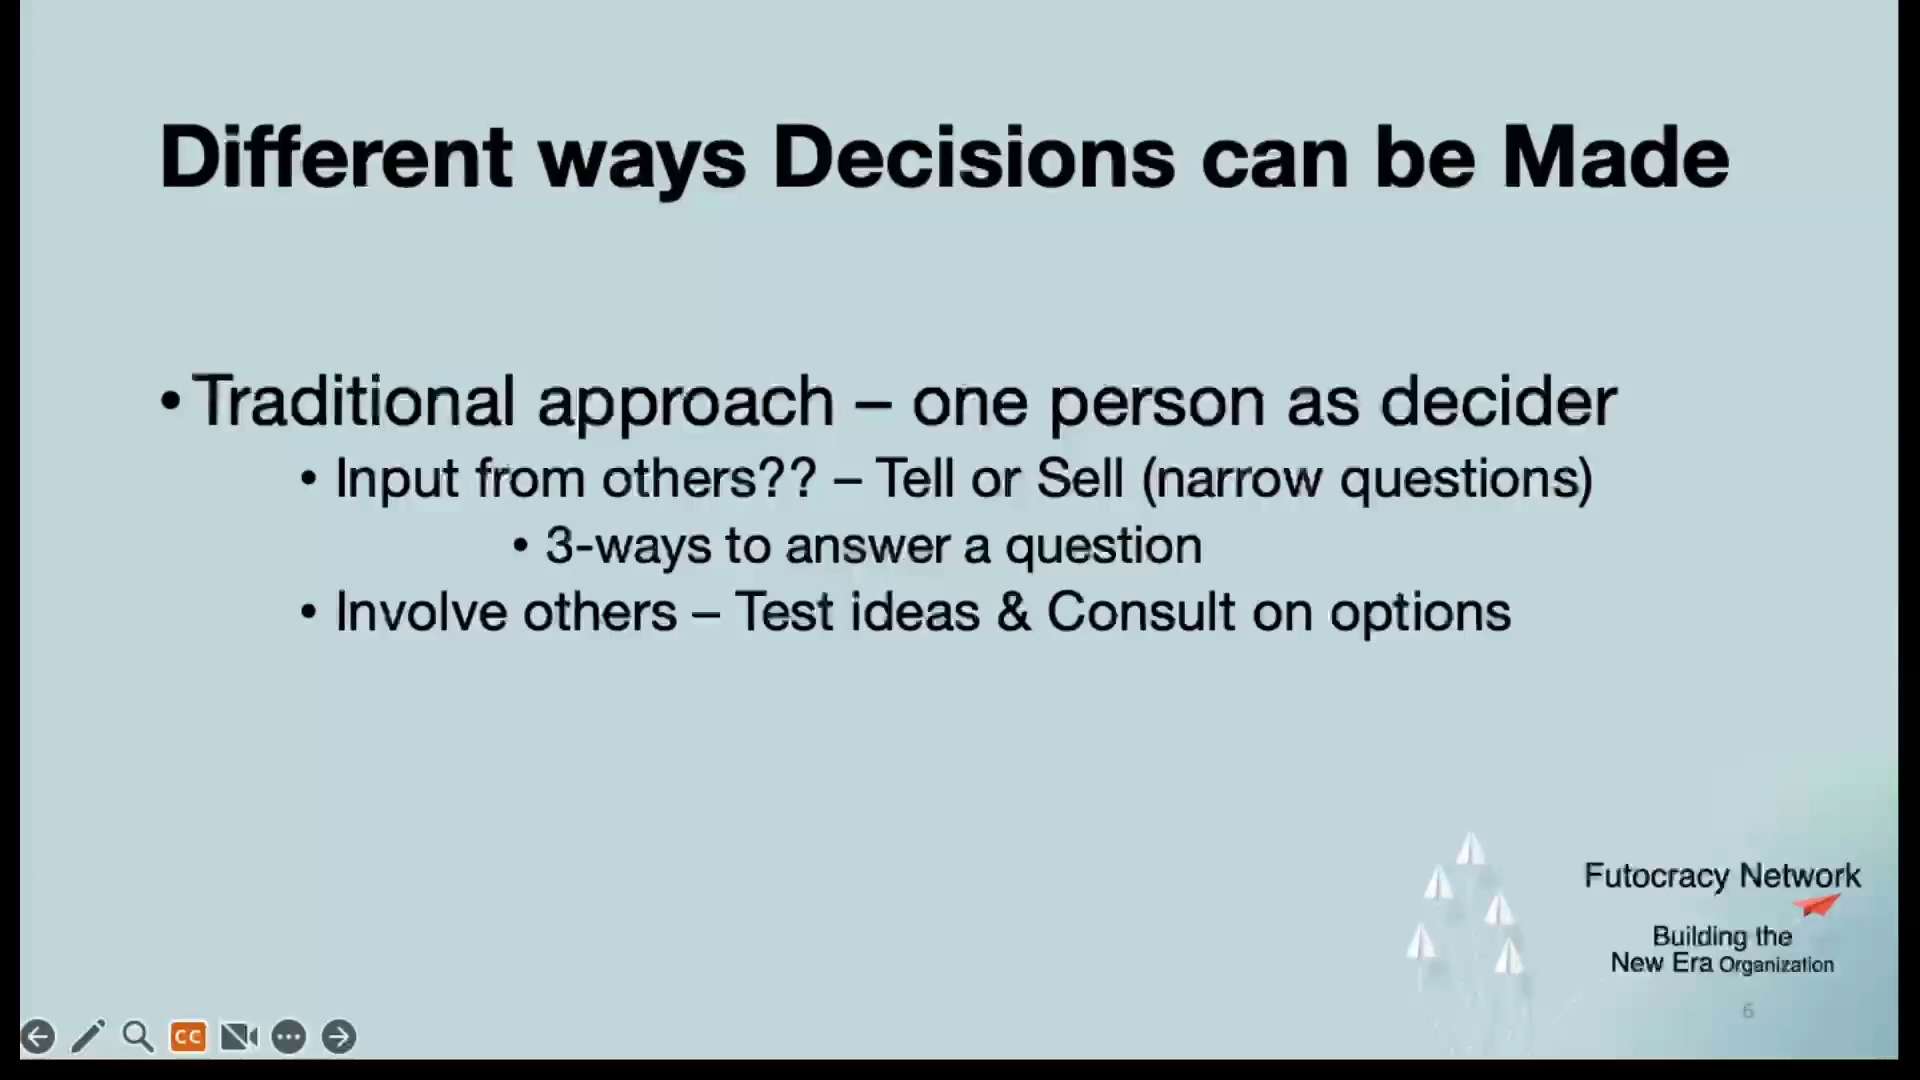 Different ways Decisions can be Made
• Traditional approach – one person as decider
• Input from others?? – Tell or Sell (narrow questions)
• 3-ways to answer a question
• Involve others – Test ideas & Consult on options
Futocracy Network
Building the
New Era Organization
6
CC